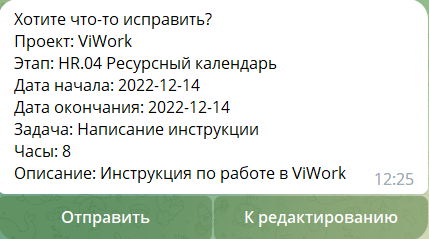 Хотите что-то исправить?
Проект: ViWork
Этап: HR.04 Ресурсный календарь
Дата начала: 2022-12-14
Дата окончания: 2022-12-14
Задача: Написание инструкции
Часы: 8
Описание: Инструкция по работе в ViWork
12:25
Отправить
К редактированию